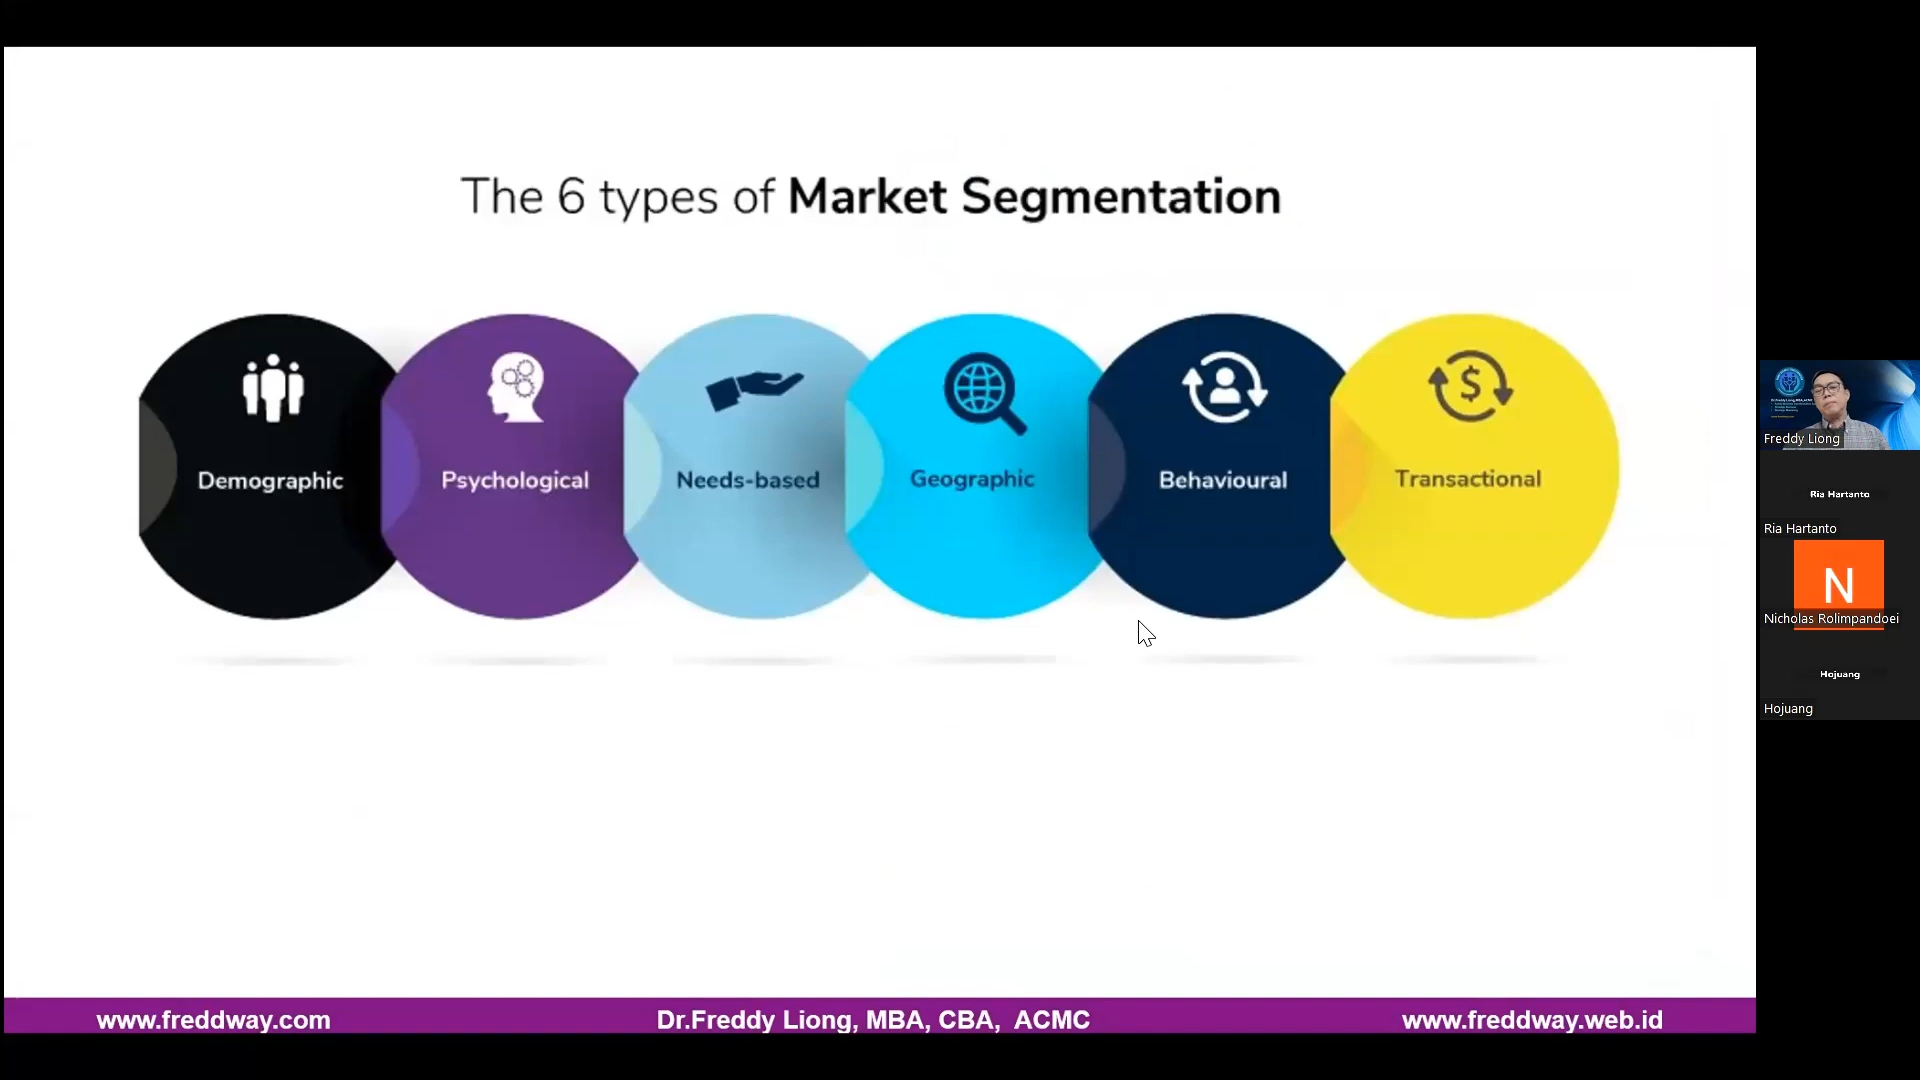 The 6 types of Market Segmentation
Demographic
Psychological
Needs-based
Geographic
Behavioural
Transactional
www.freddway.com
Dr.Freddy Liong, MBA, CBA, ACMC
www.freddway.web.id
Freddy Liong
Ria Hartanto
Ria Hartanto
N
Nicholas Rolimpandoei
Hojuang
Hojuang